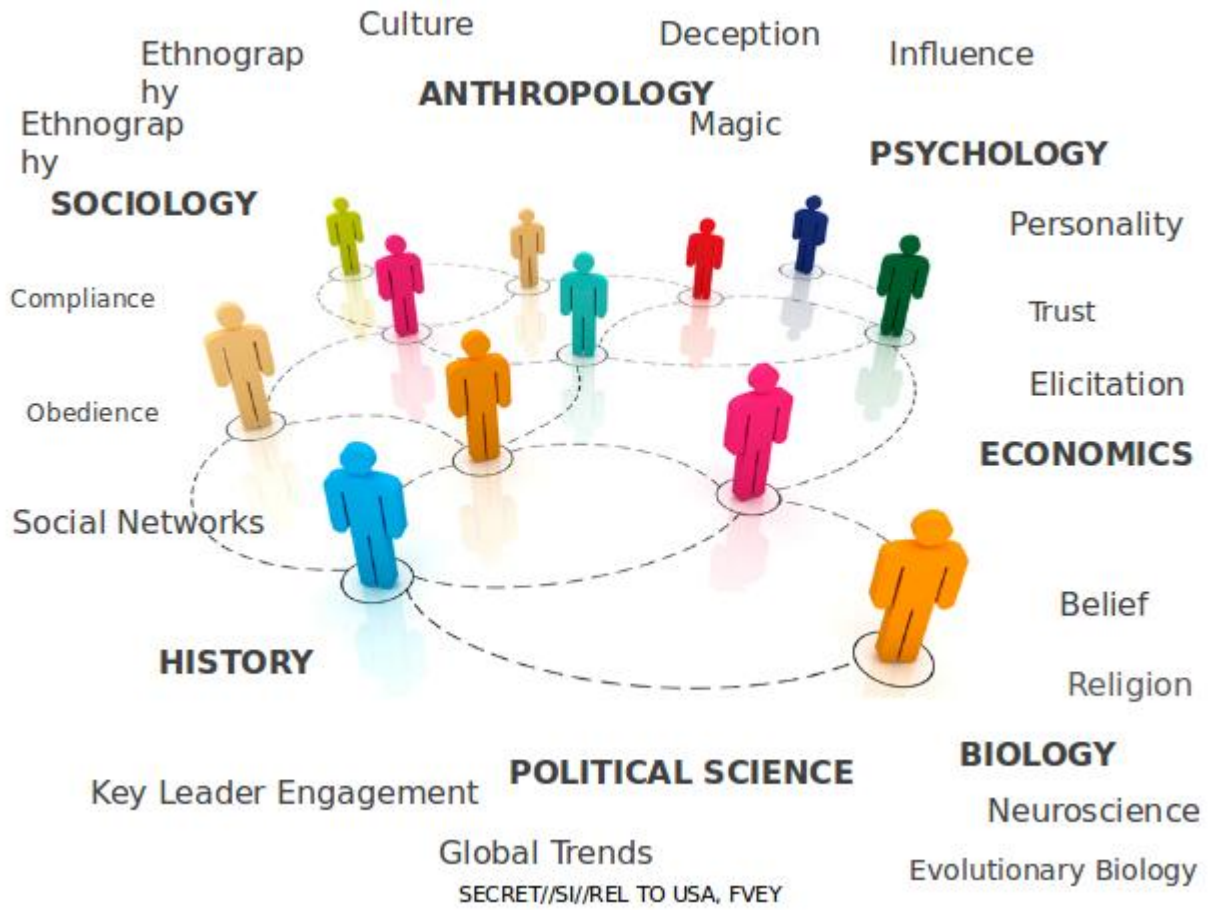 Culture
Deception
Influence
Ethnograp
hy
ANTHROPOLOGY
Magic
Ethnograp
hy
PSYCHOLOGY
SOCIOLOGY
Personality
Compliance
Trust
Elicitation
Obedience
ECONOMICS
Social Networks
Belief
HISTORY
Religion
BIOLOGY
POLITICAL SCIENCE
Key Leader Engagement
Neuroscience
Global Trends
Evolutionary Biology
SECRET//SI//REL TO USA, FVEY